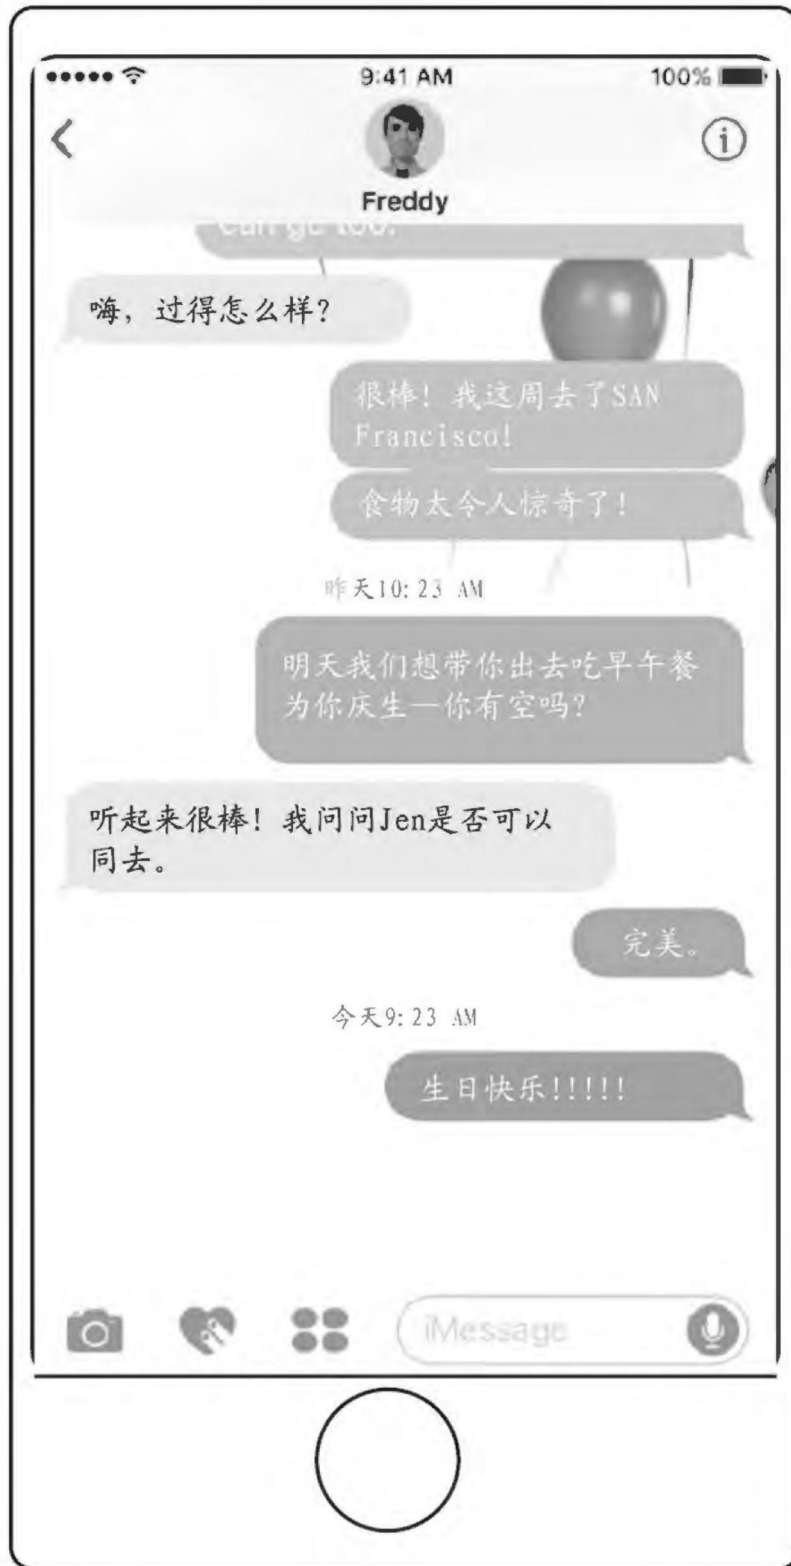 9:41 AM
100%
Freddy
can go too.
嗨，过得怎么样？
很棒！我这周去了SAN
Francisco!
食物太令人惊奇了！
昨天10:23 AM
明天我们想带你出去吃早午餐
为你庆生—你有空吗？
听起来很棒！我问问Jen是否可以
同去。
完美。
今天9:23 AM
生日快乐!!!!!
iMessage